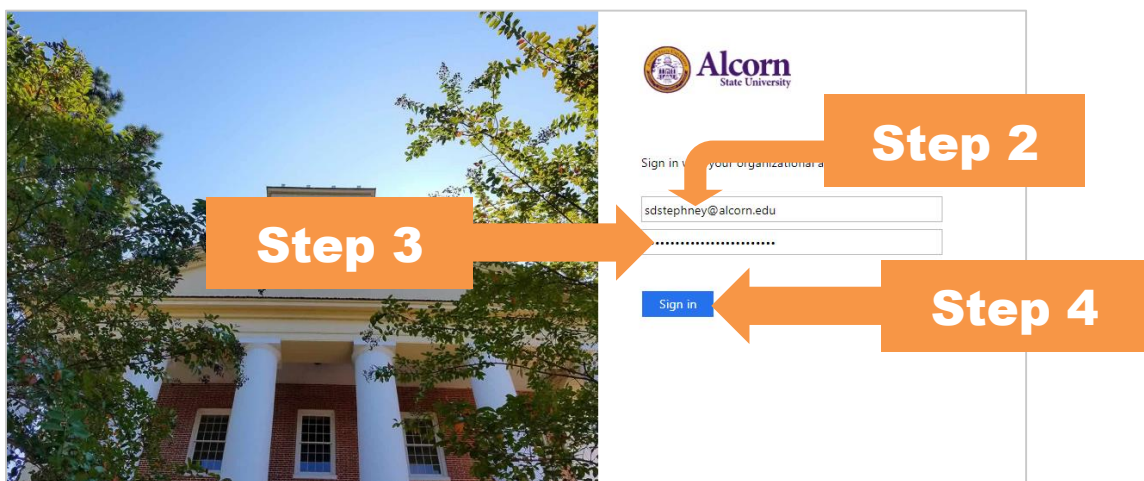 Alcorn
State University
Step 2
Sign in your organizational
sdstephney@alcorn.edu
Step 3
Sign in
Step 4